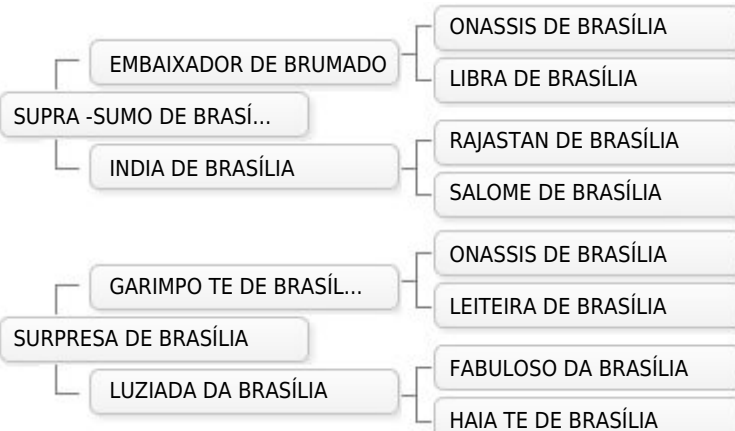 ONASSIS DE BRASÍLIA
EMBAIXADOR DE BRUMADO
LIBRA DE BRASÍLIA
SUPRA -SUMO DE BRASÍ...
RAJASTAN DE BRASÍLIA
INDIA DE BRASÍLIA
SALOME DE BRASÍLIA
ONASSIS DE BRASÍLIA
GARIMPO TE DE BRASÍL...
LEITEIRA DE BRASÍLIA
SURPRESA DE BRASÍLIA
FABULOSO DA BRASÍLIA
LUZIADA DA BRASÍLIA
HAIA TE DE BRASÍLIA